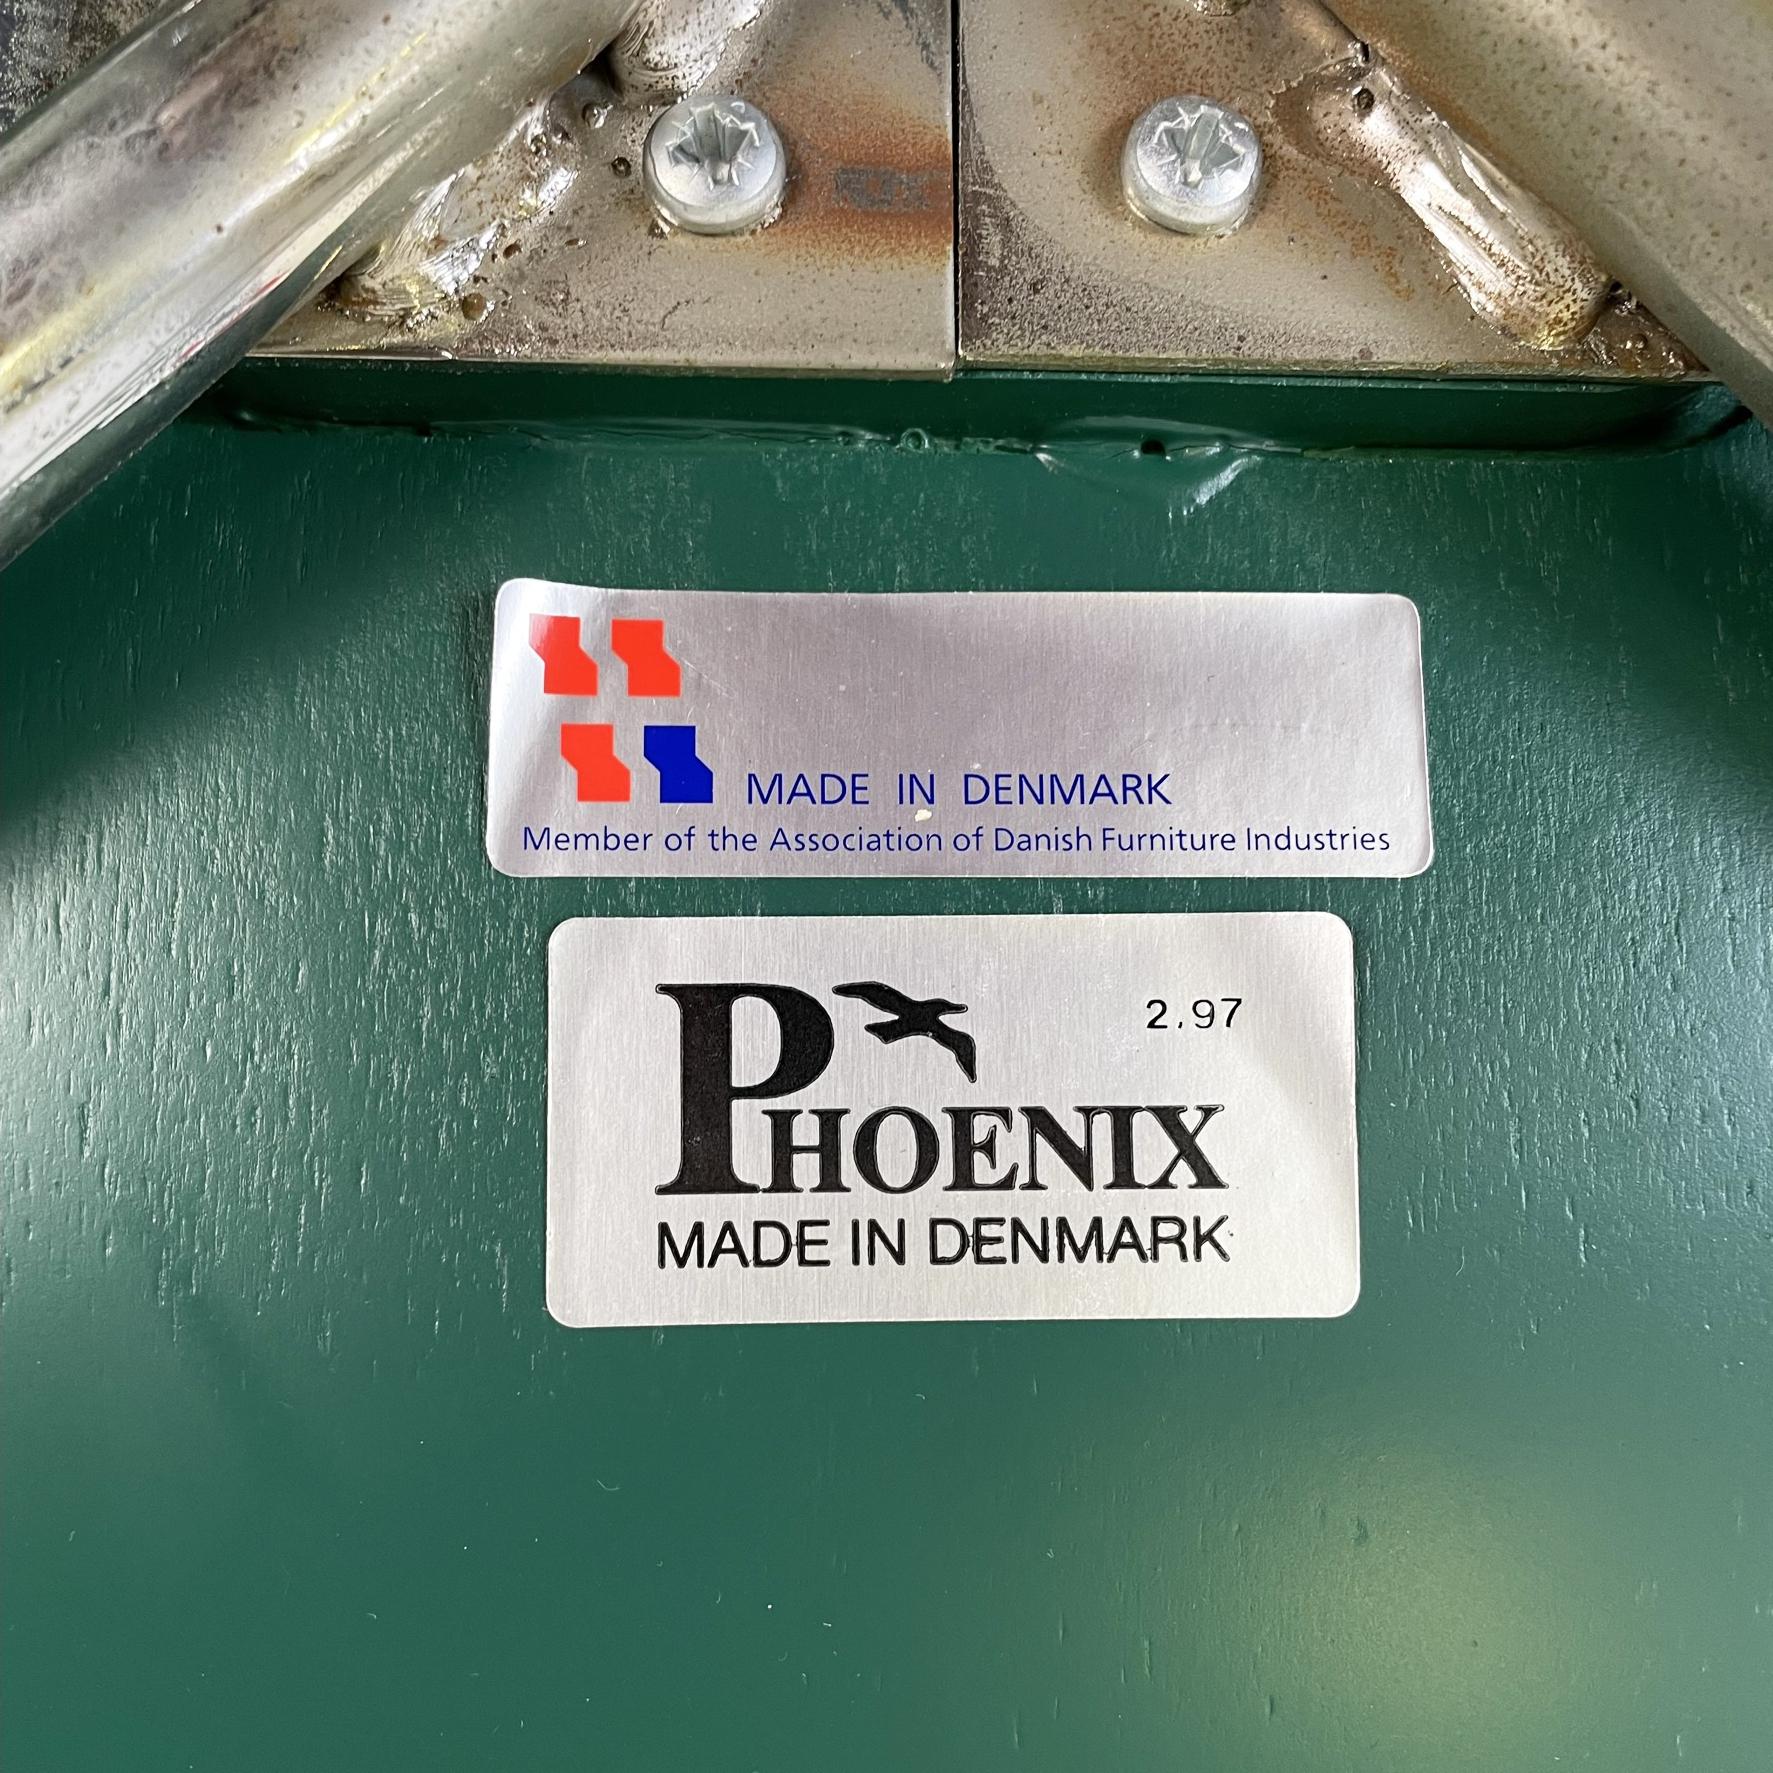 MADE IN DENMARK
Member of the Association of Danish Furniture Industries
2.97
PHOENIX
MADE IN DENMARK